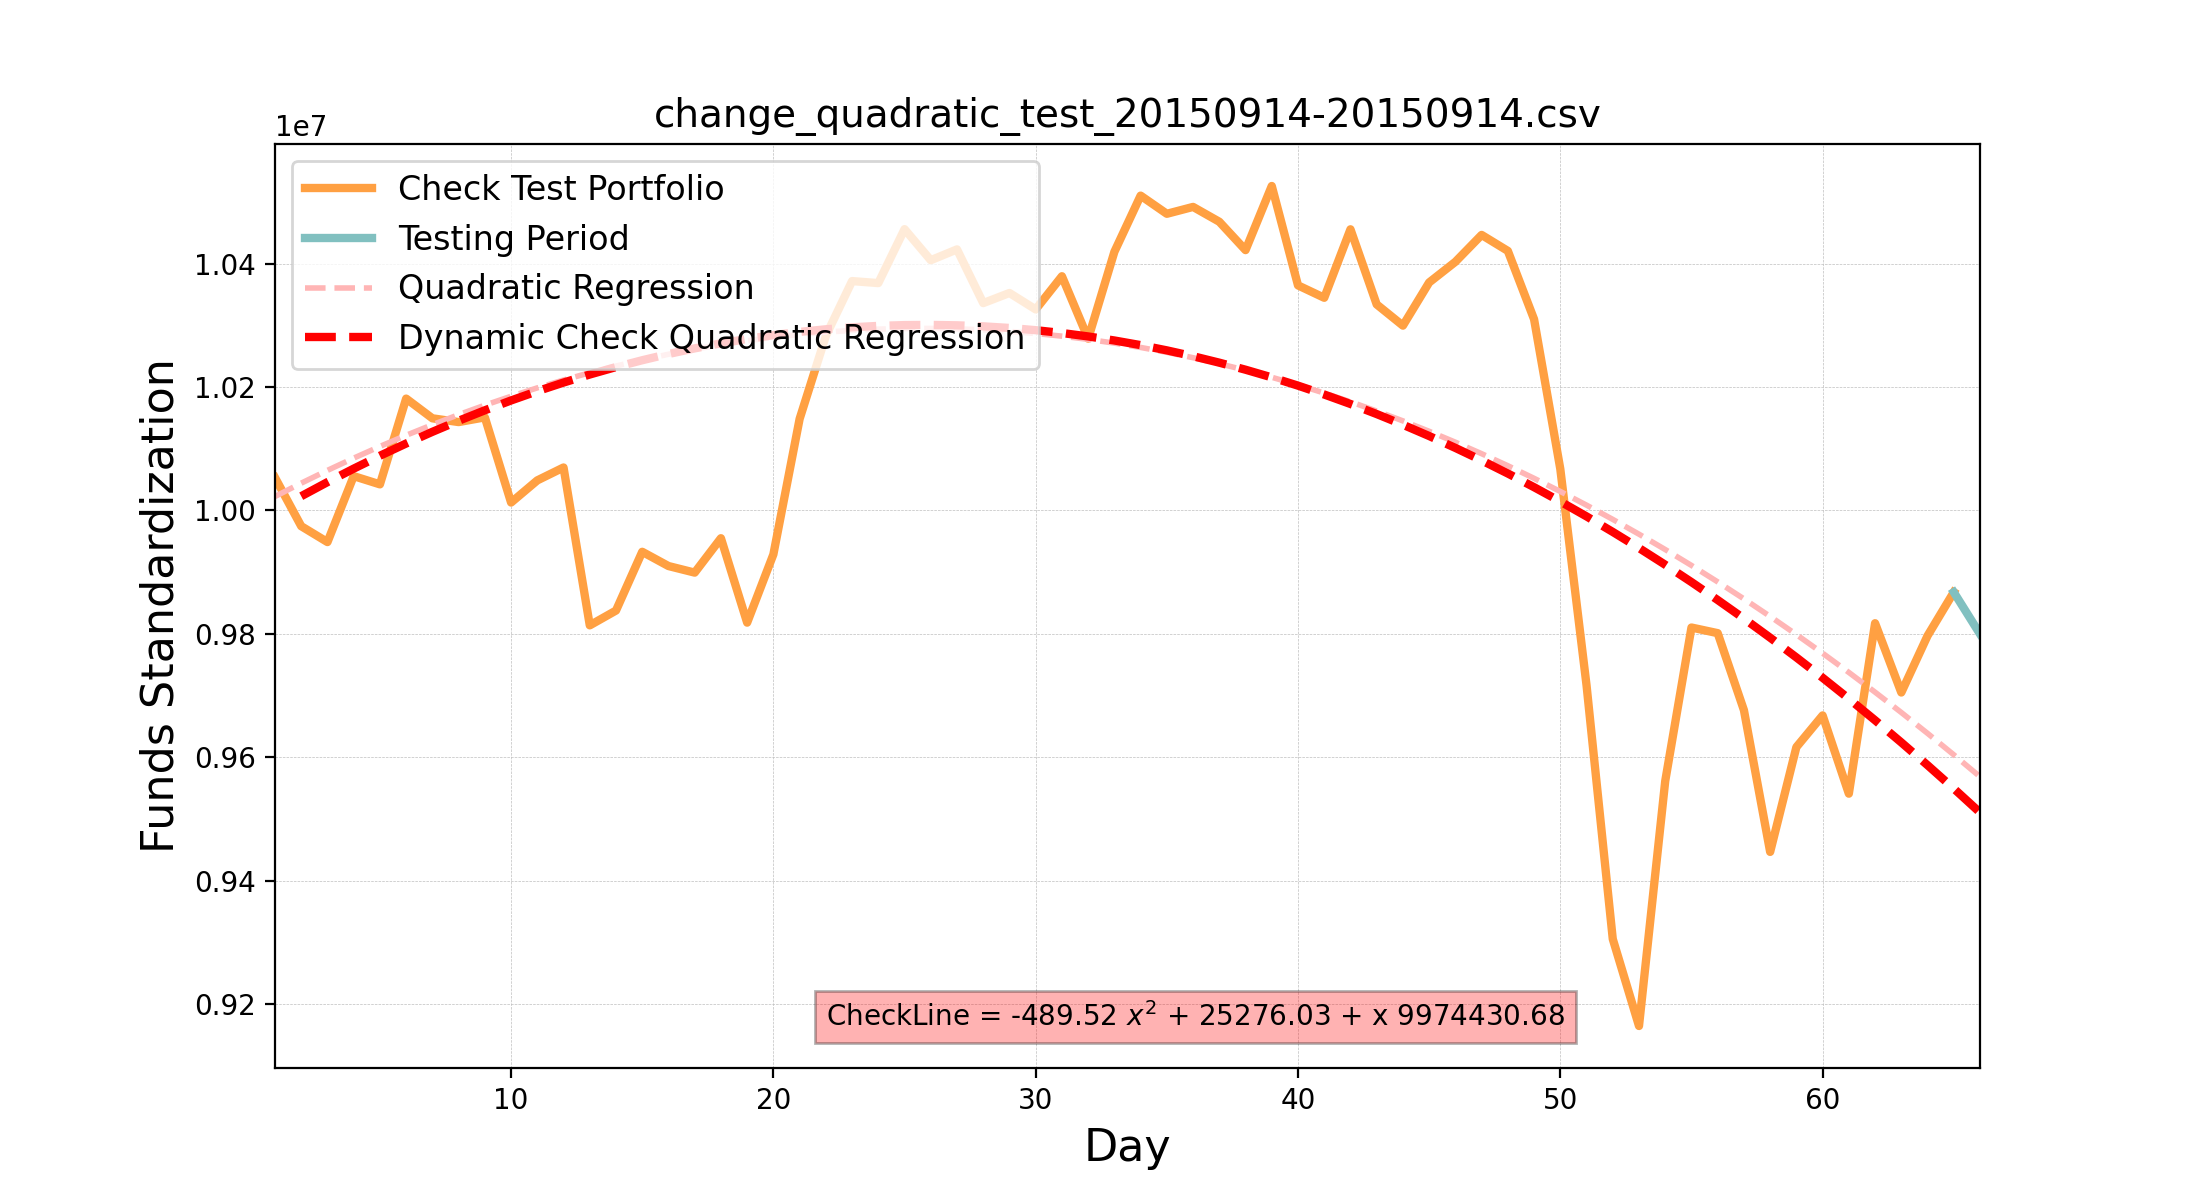 change_quadratic_test_20150914-20150914.csv
1e7
Check Test Portfolio
Testing Period
Quadratic Regression
Dynamic Check Quadratic Regression
Funds Standardization
1.04
1.02
1.00
0.98
0.96
0.94
0.92
CheckLine = -489.52 x² + 25276.03 + x 9974430.68
10 20 30 40 50 60
Day